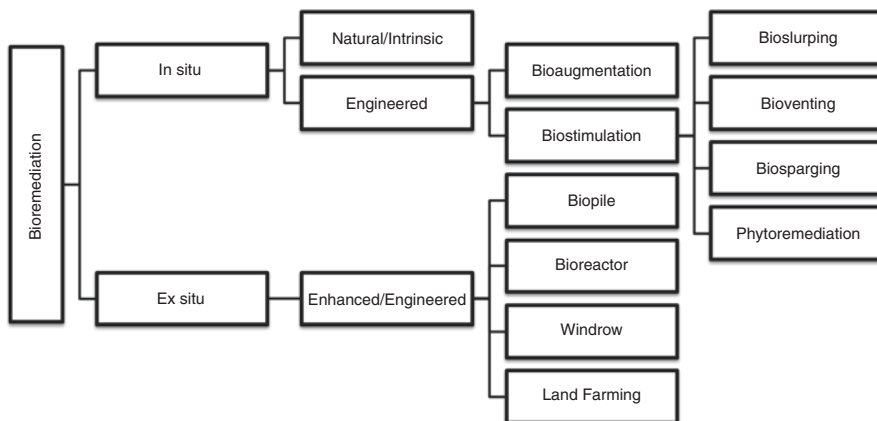 Bioremediation
In situ
Natural/Intrinsic
Engineered
Bioaugmentation
Biostimulation
Bioslurping
Bioventing
Biosparging
Phytoremediation
Ex situ
Enhanced/Engineered
Biopile
Bioreactor
Windrow
Land Farming